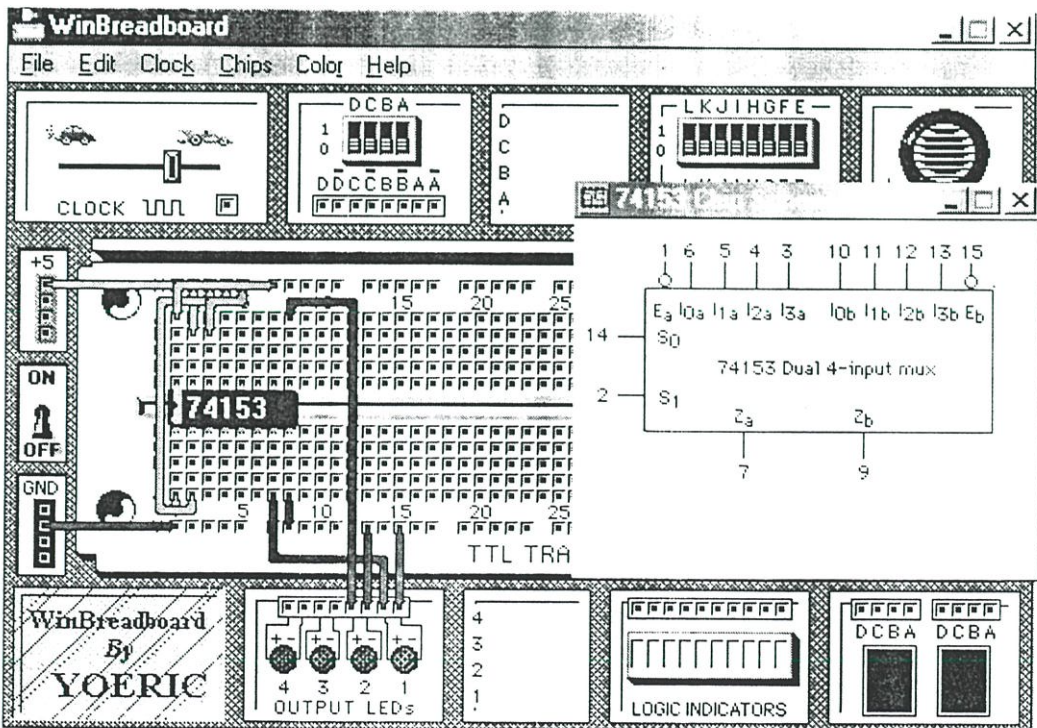 WinBreadboard
File Edit Clock Chips Color Help
DCBA
LKJIHGFE
1
0
DDCCBBAA
CLOCK
D
C
B
A
1
0
74153
1 6 5 4 3 10 11 12 13 15
Ea I0a I1a I2a I3a I0b I1b I2b I3b Eb
14 S0
74153 Dual 4-input mux
2 S1
Za Zb
7 9
+5
ON
OFF
GND
15 20 25
74153
5 10 15 20 25
TTL TRA
WinBreadboard
By
YOERIC
+- +- +- +-
4 3 2 1
OUTPUT LEDs
4
3
2
1
LOGIC INDICATORS
DCBA DCBA